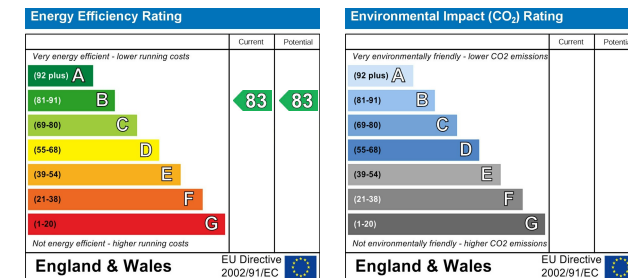 Energy Efficiency Rating
Current Potential
Very energy efficient - lower running costs
(92 plus) A
(81-91) B 83 83
(69-80) C
(55-68) D
(39-54) E
(21-38) F
(1-20) G
Not energy efficient - higher running costs
England & Wales
EU Directive
2002/91/EC
Environmental Impact (CO2) Rating
Current Potentia
Very environmentally friendly - lower CO2 emissions
(92 plus) A
(81-91) B
(69-80) C
(55-68) D
(39-54) E
(21-38) F
(1-20) G
Not environmentally friendly - higher CO2 emissions
England & Wales
EU Directive
2002/91/EC